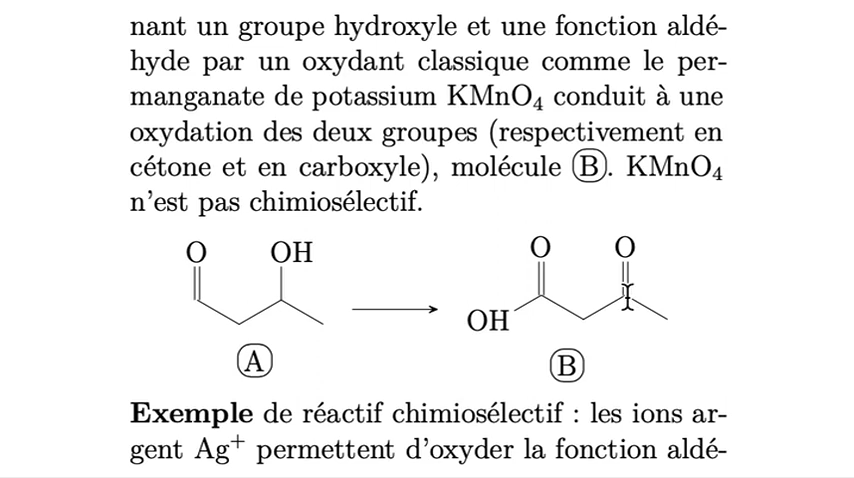 nant un groupe hydroxyle et une fonction aldé-
hyde par un oxydant classique comme le per-
manganate de potassium KMnO₄ conduit à une
oxydation des deux groupes (respectivement en
cétone et en carboxyle), molécule Ⓑ. KMnO₄
n'est pas chimiosélectif.
O OH O O
OH
A B
Exemple de réactif chimiosélectif : les ions ar-
gent Ag⁺ permettent d'oxyder la fonction aldé-